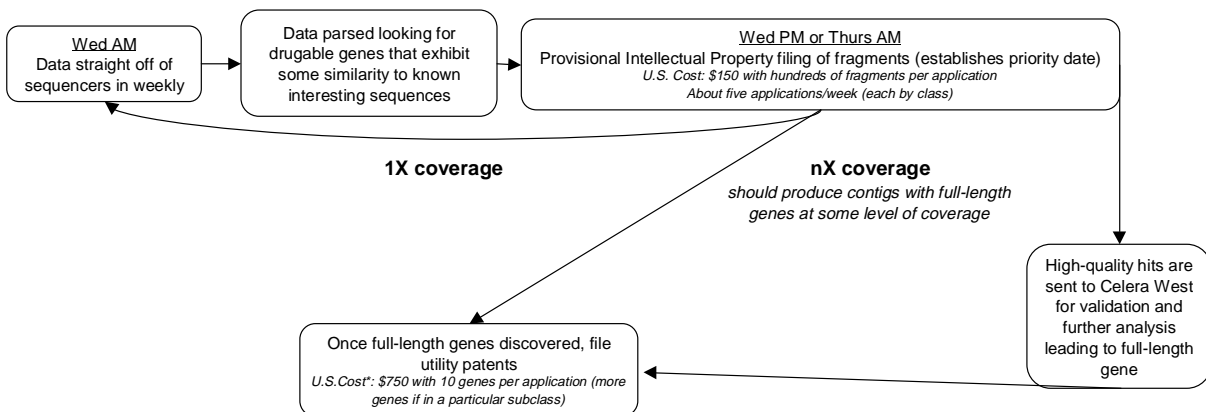 Wed AM
Data straight off of
sequencers in weekly
Data parsed looking for
drugable genes that exhibit
some similarity to known
interesting sequences
Wed PM or Thurs AM
Provisional Intellectual Property filing of fragments (establishes priority date)
U.S. Cost: $150 with hundreds of fragments per application
About five applications/week (each by class)
1X coverage
nX coverage
should produce contigs with full-length
genes at some level of coverage
High-quality hits are
sent to Celera West
for validation and
further analysis
leading to full-length
gene
Once full-length genes discovered, file
utility patents
U.S.Cost*: $750 with 10 genes per application (more
genes if in a particular subclass)